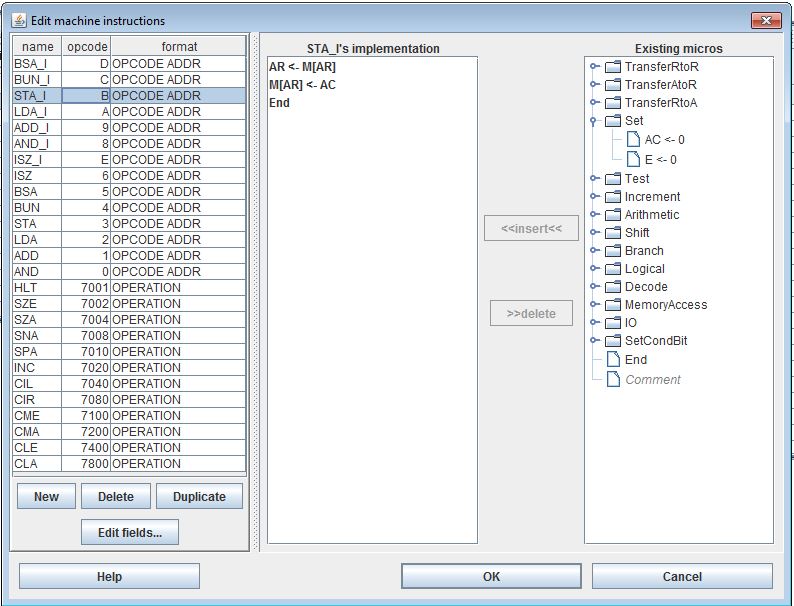 Edit machine instructions
name opcode format
BSA_I D OPCODE ADDR
BUN_I C OPCODE ADDR
STA_I B OPCODE ADDR
LDA_I A OPCODE ADDR
ADD_I 9 OPCODE ADDR
AND_I 8 OPCODE ADDR
ISZ_I E OPCODE ADDR
ISZ 6 OPCODE ADDR
BSA 5 OPCODE ADDR
BUN 4 OPCODE ADDR
STA 3 OPCODE ADDR
LDA 2 OPCODE ADDR
ADD 1 OPCODE ADDR
AND 0 OPCODE ADDR
HLT 7001 OPERATION
SZE 7002 OPERATION
SZA 7004 OPERATION
SNA 7008 OPERATION
SPA 7010 OPERATION
INC 7020 OPERATION
CIL 7040 OPERATION
CIR 7080 OPERATION
CME 7100 OPERATION
CMA 7200 OPERATION
CLE 7400 OPERATION
CLA 7800 OPERATION
New Delete Duplicate
Edit fields...
STA_I's implementation
AR <- M[AR]
M[AR] <- AC
End
<<insert<<
>>delete
Existing micros
TransferRtoR
TransferAtoR
TransferRtoA
Set
AC <- 0
E <- 0
Test
Increment
Arithmetic
Shift
Branch
Logical
Decode
MemoryAccess
IO
SetCondBit
End
Comment
Help OK Cancel